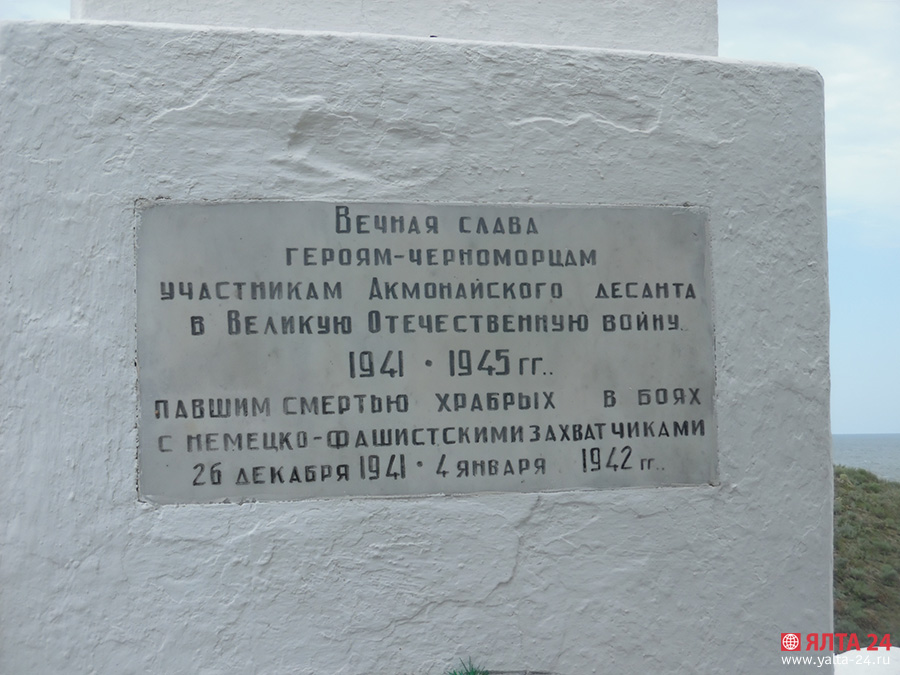 Вечная слава
героям-черноморцам
участникам Акмонайского десанта
в Великую Отечественную войну.
1941 · 1945 гг..
павшим смертью храбрых в боях
с немецко-фашистскими захватчиками
26 декабря 1941 · 4 января 1942 гг..
ЯЛТА 24
www.yalta-24.ru